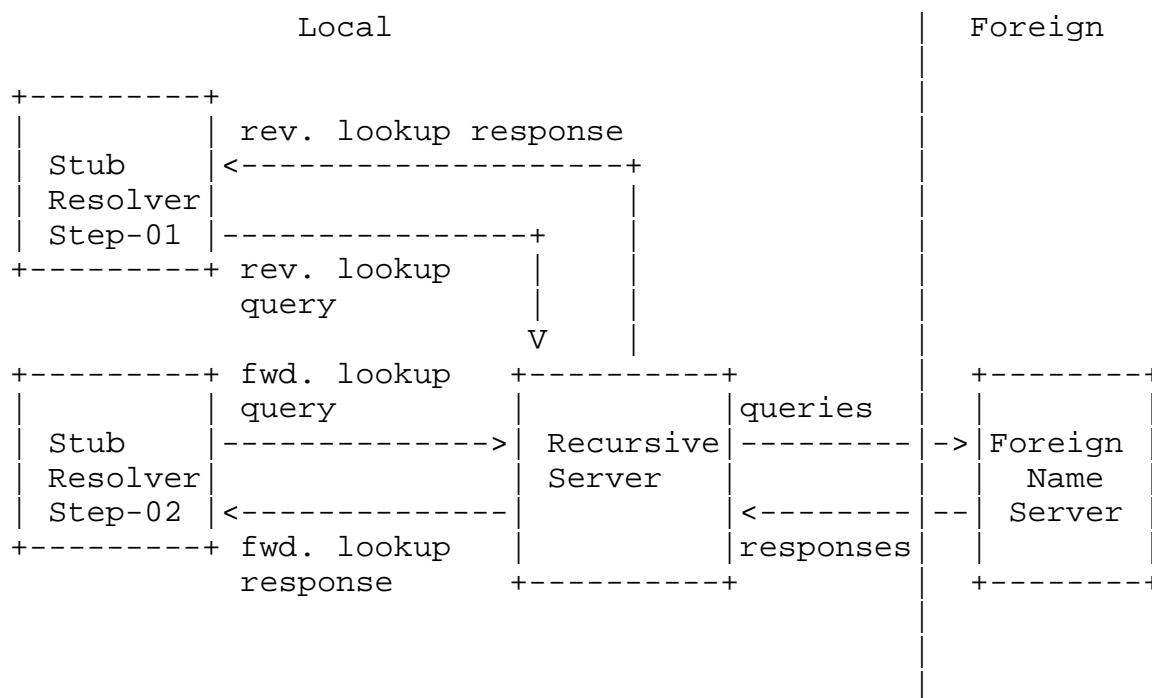 Local | Foreign
rev. lookup response
Stub
Resolver
Step-01
rev. lookup
query
V
fwd. lookup
query
queries
Stub
Resolver
Step-02
Recursive
Server
Foreign
Name
Server
fwd. lookup
response
responses